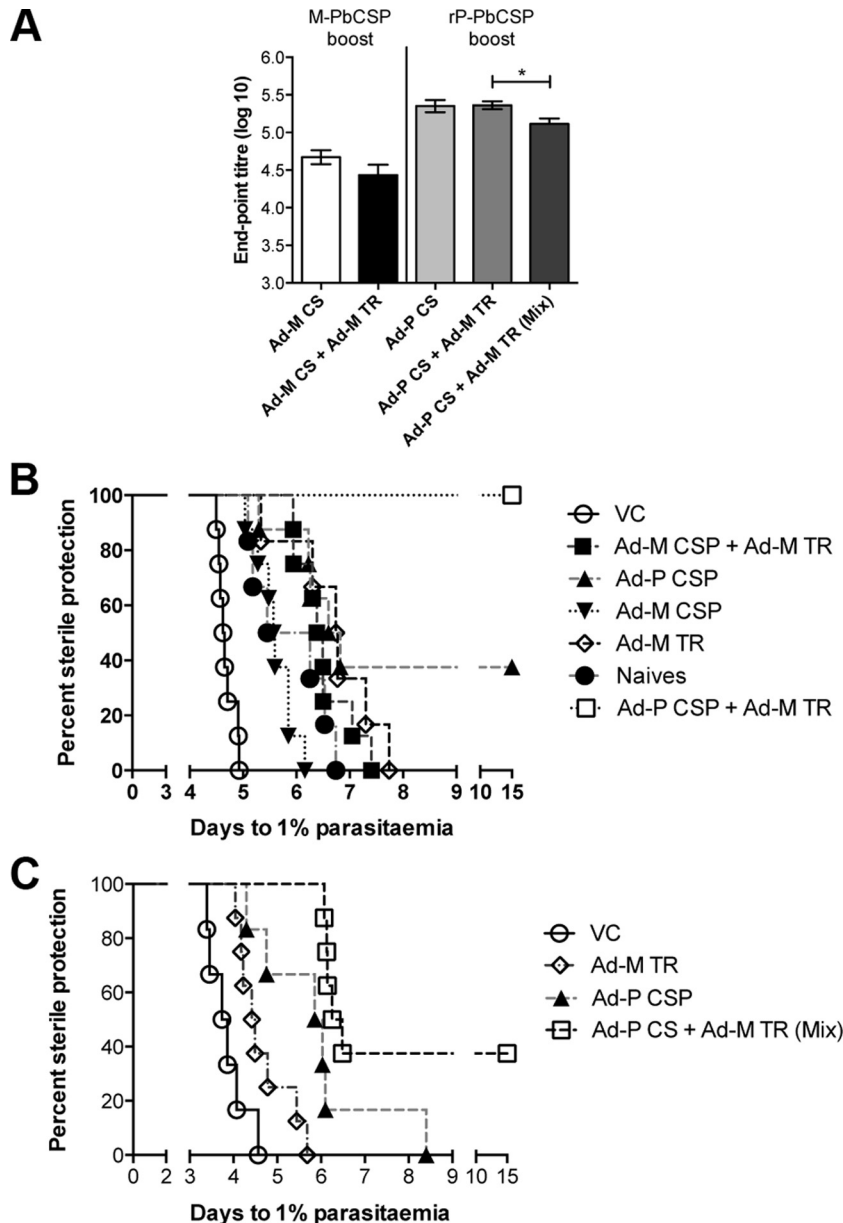 A
M-PbCSP rP-PbCSP
boost boost
*
End-point titre (log 10)
6.0
5.5
5.0
4.5
4.0
3.5
3.0
Ad-M CS
Ad-M CS + Ad-M TR
Ad-P CS
Ad-P CS + Ad-M TR
Ad-P CS + Ad-M TR (Mix)
B
Percent sterile protection
100
80
60
40
20
0
0 3 4 5 6 7 8 9 10 15
Days to 1% parasitaemia
VC
Ad-M CSP + Ad-M TR
Ad-P CSP
Ad-M CSP
Ad-M TR
Naives
Ad-P CSP + Ad-M TR
C
Percent sterile protection
100
80
60
40
20
0
0 2 3 4 5 6 7 8 9 10 15
Days to 1% parasitaemia
VC
Ad-M TR
Ad-P CSP
Ad-P CS + Ad-M TR (Mix)